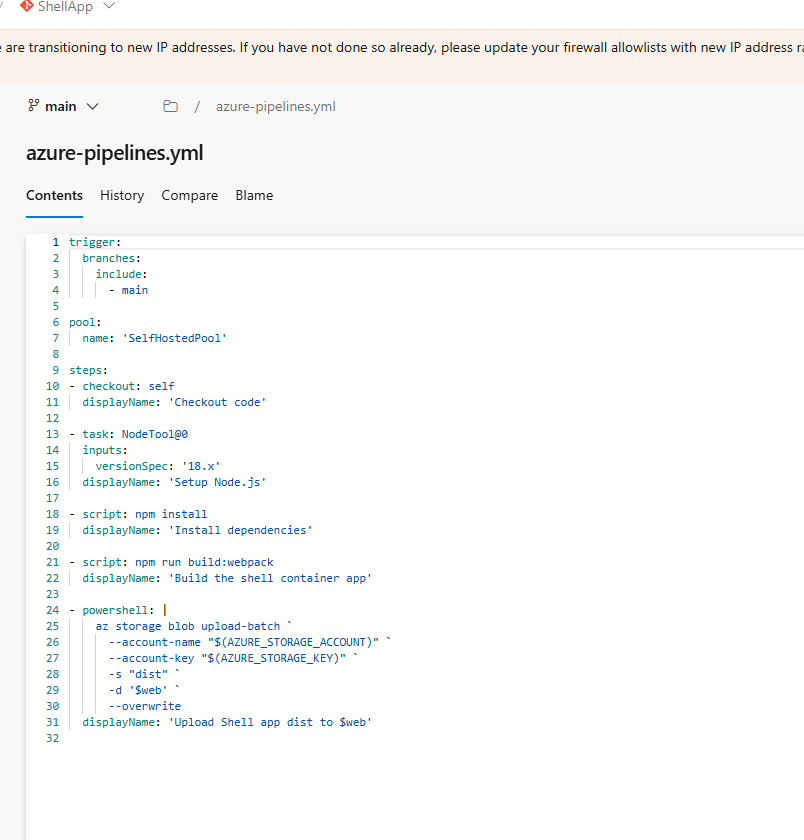 / ShellApp
are transitioning to new IP addresses. If you have not done so already, please update your firewall allowlists with new IP address
main / azure-pipelines.yml
azure-pipelines.yml
Contents History Compare Blame
1 trigger:
2 branches:
3 include:
4 - main
5
6 pool:
7 name: 'SelfHostedPool'
8
9 steps:
10 - checkout: self
11 displayName: 'Checkout code'
12
13 - task: NodeTool@0
14 inputs:
15 versionSpec: '18.x'
16 displayName: 'Setup Node.js'
17
18 - script: npm install
19 displayName: 'Install dependencies'
20
21 - script: npm run build:webpack
22 displayName: 'Build the shell container app'
23
24 - powershell: |
25 az storage blob upload-batch `
26 --account-name "$(AZURE_STORAGE_ACCOUNT)" `
27 --account-key "$(AZURE_STORAGE_KEY)" `
28 -s "dist" `
29 -d '$web' `
30 --overwrite
31 displayName: 'Upload Shell app dist to $web'
32